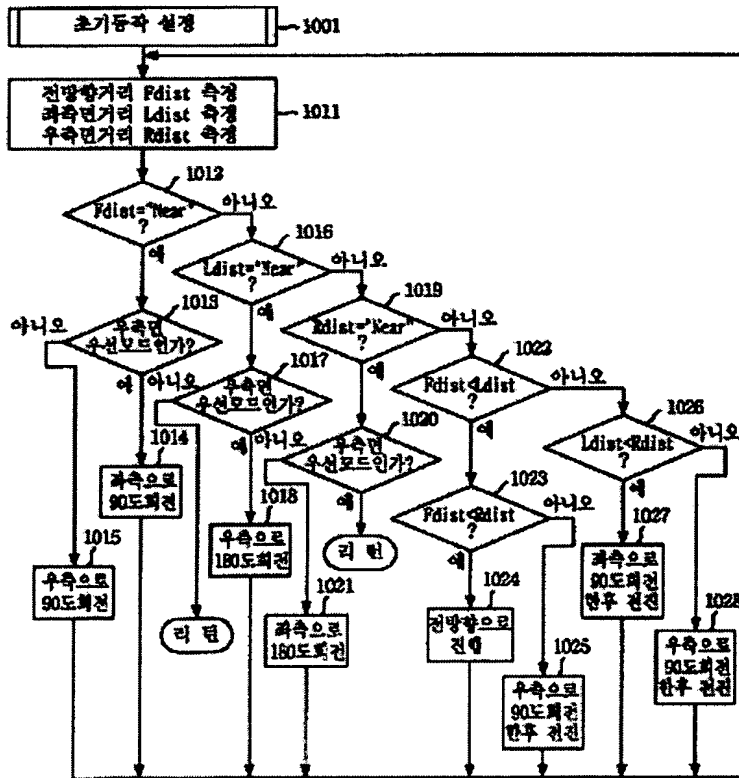 초기동작 설정
1001
전방향거리 Fdist 측정
좌측면거리 Ldist 측정
우측면거리 Rdist 측정
1011
1012
Fdist="Near"
?
아니오
예
1016
Ldist="Near"
?
아니오
예
1019
Rdist="Near"
?
아니오
예
1013
우측면
우선모드인가?
아니오
예
1017
우측면
우선모드인가?
아니오
예
1020
우측면
우선모드인가?
아니오
예
1022
Fdist<Ldist
?
아니오
예
1026
Ldist<Rdist
?
아니오
예
1023
Fdist<Rdist
?
아니오
예
1014
좌측으로
90도회전
1015
우측으로
90도회전
리 턴
1018
우측으로
180도회전
1021
좌측으로
180도회전
리 턴
1024
전방향으로
진행
1025
우측으로
90도회전
한후 전진
1027
좌측으로
90도회전
한후 전진
1028
우측으로
90도회전
한후 전진